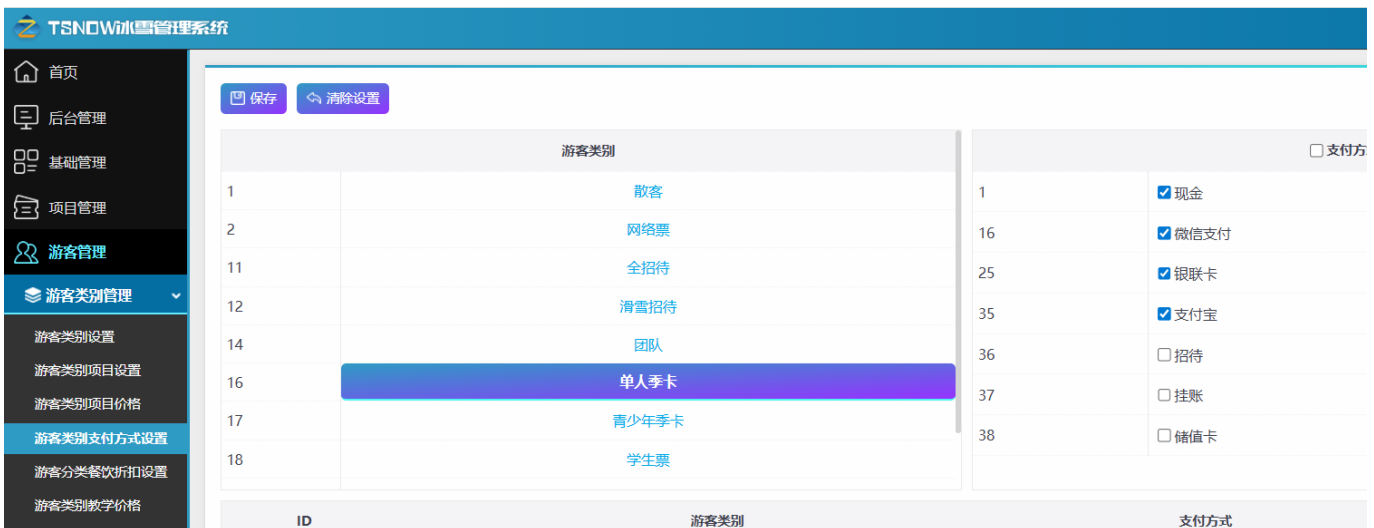 TSNOW冰雪管理系统
首页
后台管理
基础管理
项目管理
游客管理
游客类别管理
游客类别设置
游客类别项目设置
游客类别项目价格
游客类别支付方式设置
游客分类餐饮折扣设置
游客类别教学价格
保存 清除设置
游客类别
1 散客
2 网络票
11 全招待
12 滑雪招待
14 团队
16 单人季卡
17 青少年季卡
18 学生票
支付方
1 现金
16 微信支付
25 银联卡
35 支付宝
36 招待
37 挂账
38 储值卡
ID 游客类别 支付方式